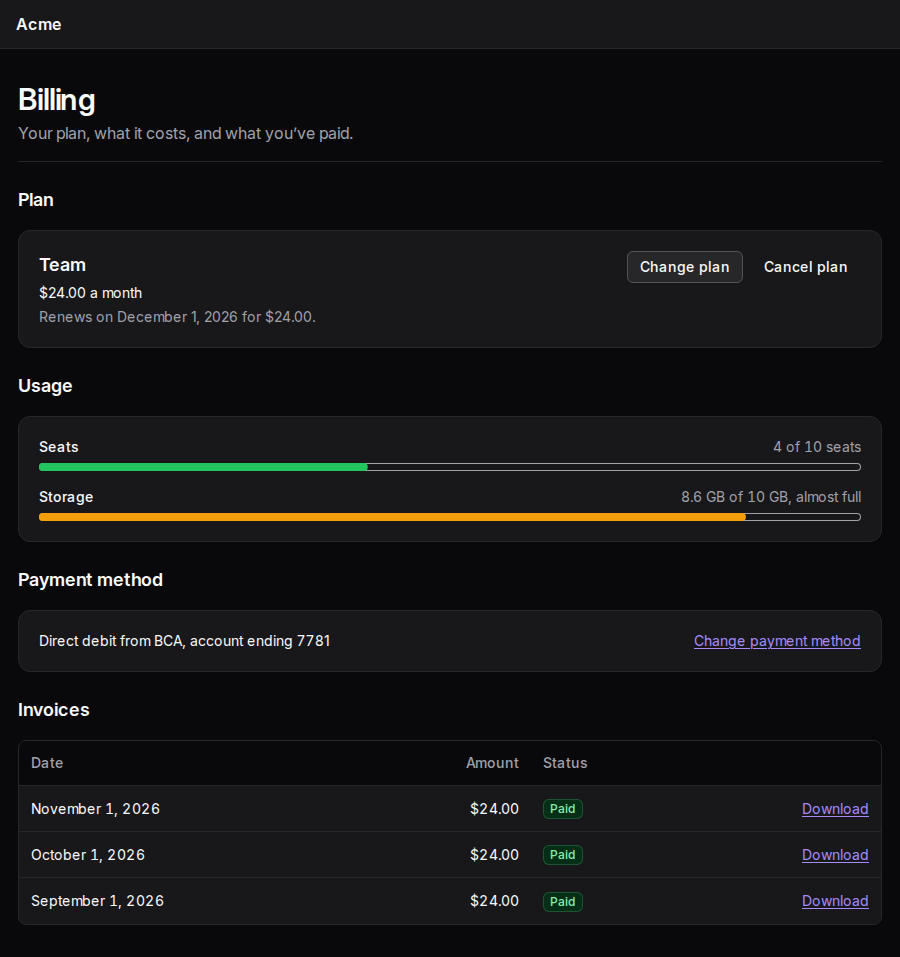 Acme
Billing
Your plan, what it costs, and what you’ve paid.
Plan
Team
Change plan
Cancel plan
$24.00 a month
Renews on December 1, 2026 for $24.00.
Usage
Seats
4 of 10 seats
Storage
8.6 GB of 10 GB, almost full
Payment method
Direct debit from BCA, account ending 7781
Change payment method
Invoices
Date Amount Status
November 1, 2026 $24.00 Paid Download
October 1, 2026 $24.00 Paid Download
September 1, 2026 $24.00 Paid Download